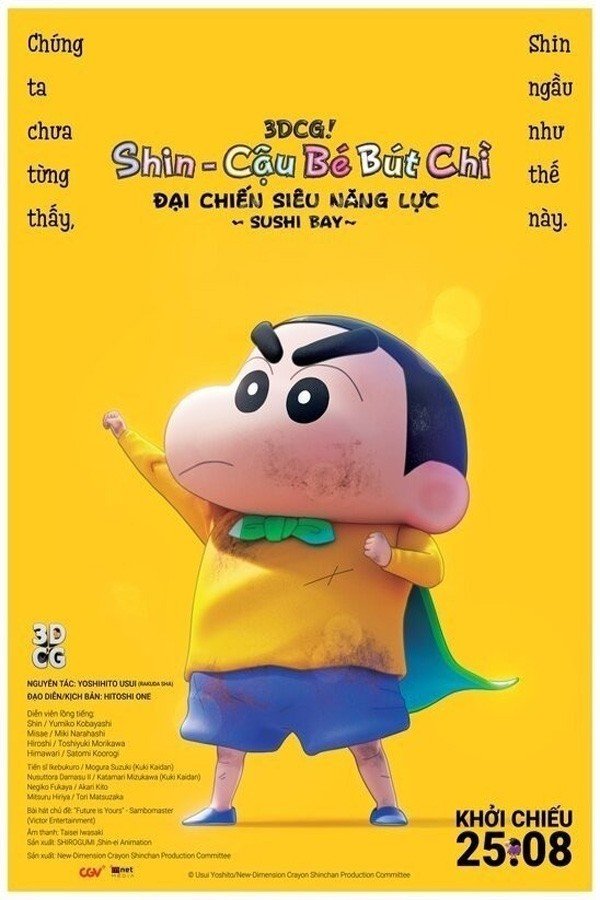 Chúng
ta
chưa
từng
thấy,
Shin
ngầu
như
thế
này.
3DCG!
Shin - Cậu Bé Bút Chì
ĐẠI CHIẾN SIÊU NĂNG LỰC
~ SUSHI BAY ~
3D
CG
NGUYÊN TÁC: YOSHIHITO USUI (RAKUDA SHA)
ĐẠO DIỄN/KỊCH BẢN: HITOSHI ONE
Diễn viên lồng tiếng:
Shin / Yumiko Kobayashi
Misae / Miki Narahashi
Hiroshi / Toshiyuki Morikawa
Himawari / Satomi Koorogi
Tiến sĩ Ikebukuro / Mogura Suzuki (Kuki Kaidan)
Nusuttora Damasu II / Katamari Mizukawa (Kuki Kaidan)
Negiko Fukaya / Akari Kito
Mitsuru Hiriya / Tori Matsuzaka
Bài hát chủ đề: "Future is Yours" - Sambomaster
(Victor Entertainment)
Âm thanh: Taisei Iwasaki
Sản xuất: SHIROGUMI ,Shin-ei Animation
Sản xuất: New-Dimension Crayon Shinchan Production Committee
CGV
mnet
MEDIA
© Usui Yoshito/New-Dimension Crayon Shinchan Production Committee
KHỞI CHIẾU
25.08